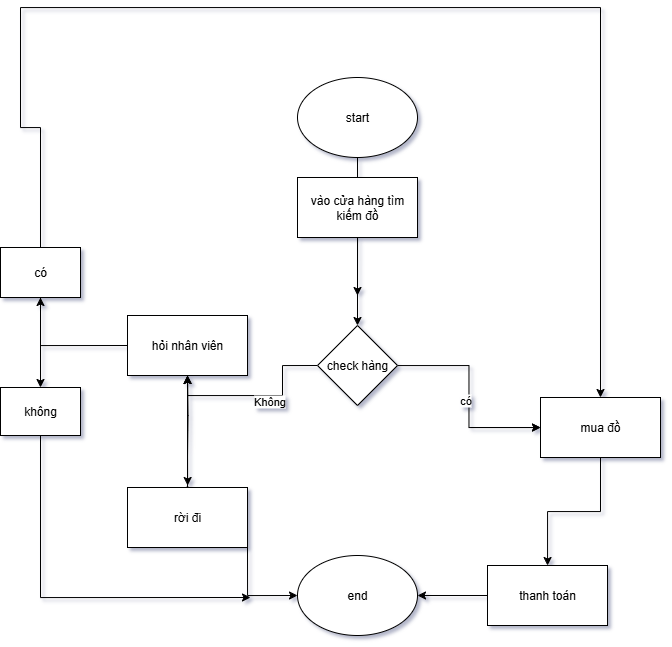 start
vào cửa hàng tìm
kiếm đồ
có
hỏi nhân viên
check hàng
không
Không
có
mua đồ
rời đi
end
thanh toán